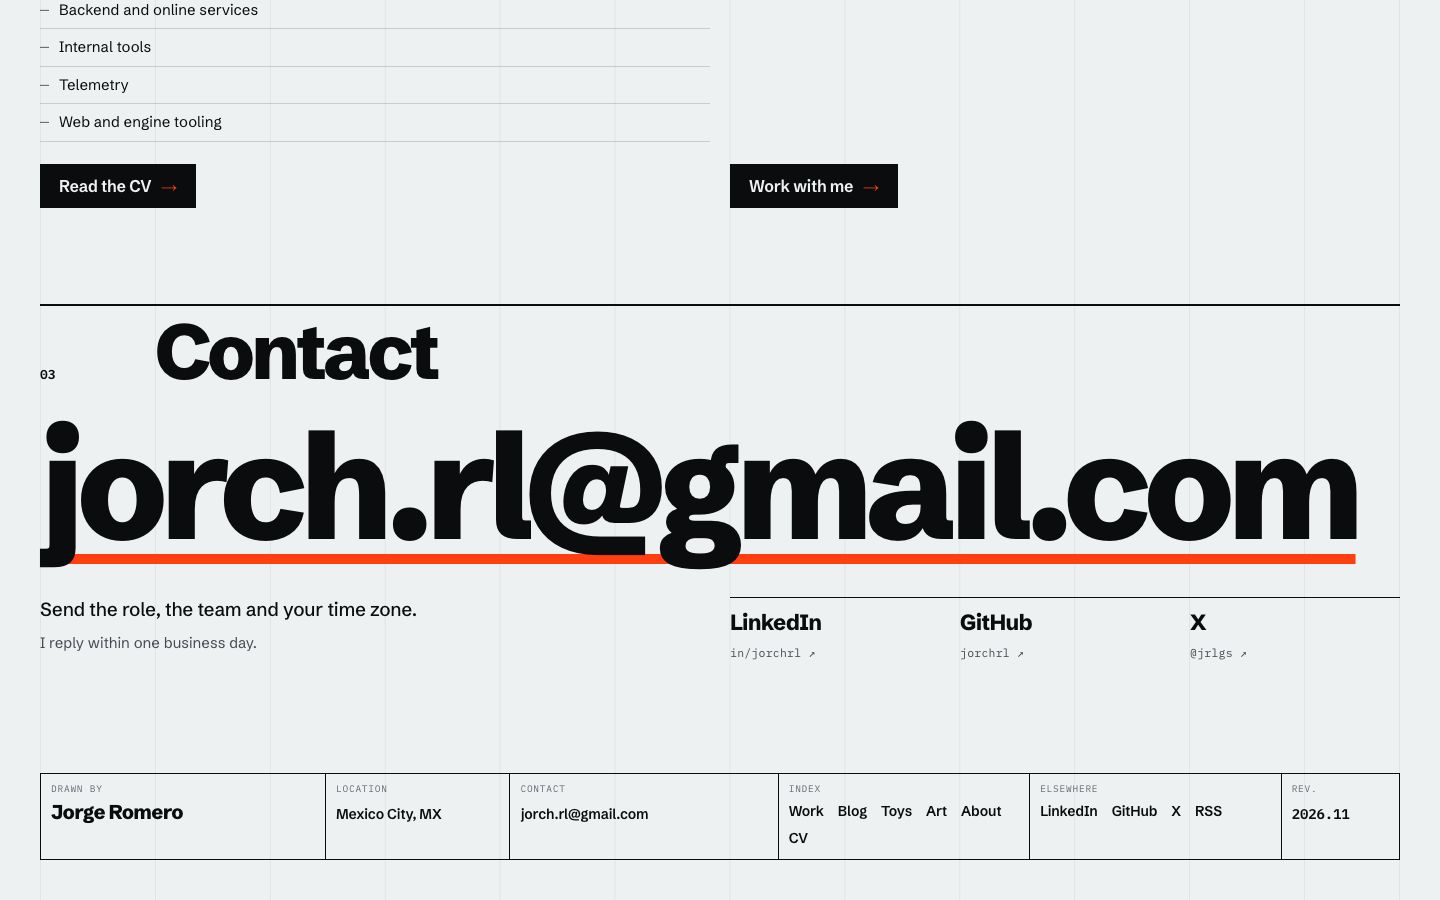 — Backend and online services
— Internal tools
— Telemetry
— Web and engine tooling
Read the CV →
Work with me →
03
Contact
jorch.rl@gmail.com
Send the role, the team and your time zone.
I reply within one business day.
LinkedIn
in/jorchrl ↗
GitHub
jorchrl ↗
X
@jrlgs ↗
DRAWN BY
Jorge Romero
LOCATION
Mexico City, MX
CONTACT
jorch.rl@gmail.com
INDEX
Work Blog Toys Art About
CV
ELSEWHERE
LinkedIn GitHub X RSS
REV.
2026.11